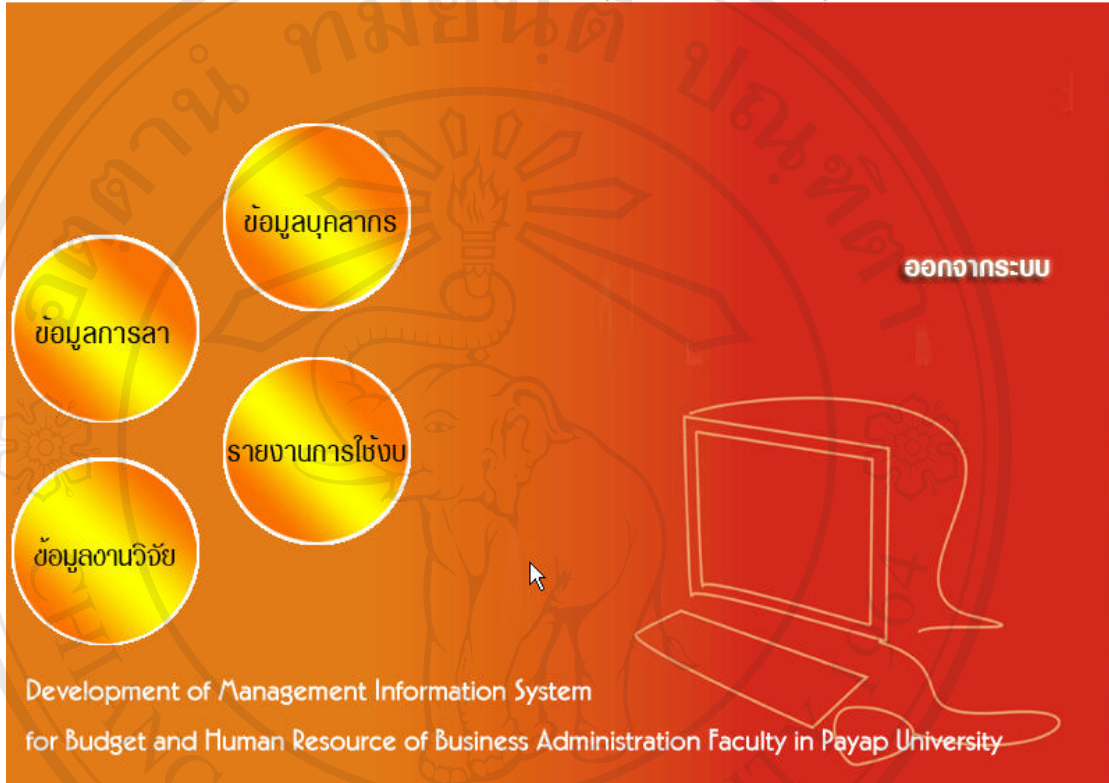 ข้อมูลบุคลากร
ออกจากระบบ
ข้อมูลการลา
รายงานการใช้งบ
ข้อมูลงานวิจัย
Development of Management Information System
for Budget and Human Resource of Business Administration Faculty in Payap University